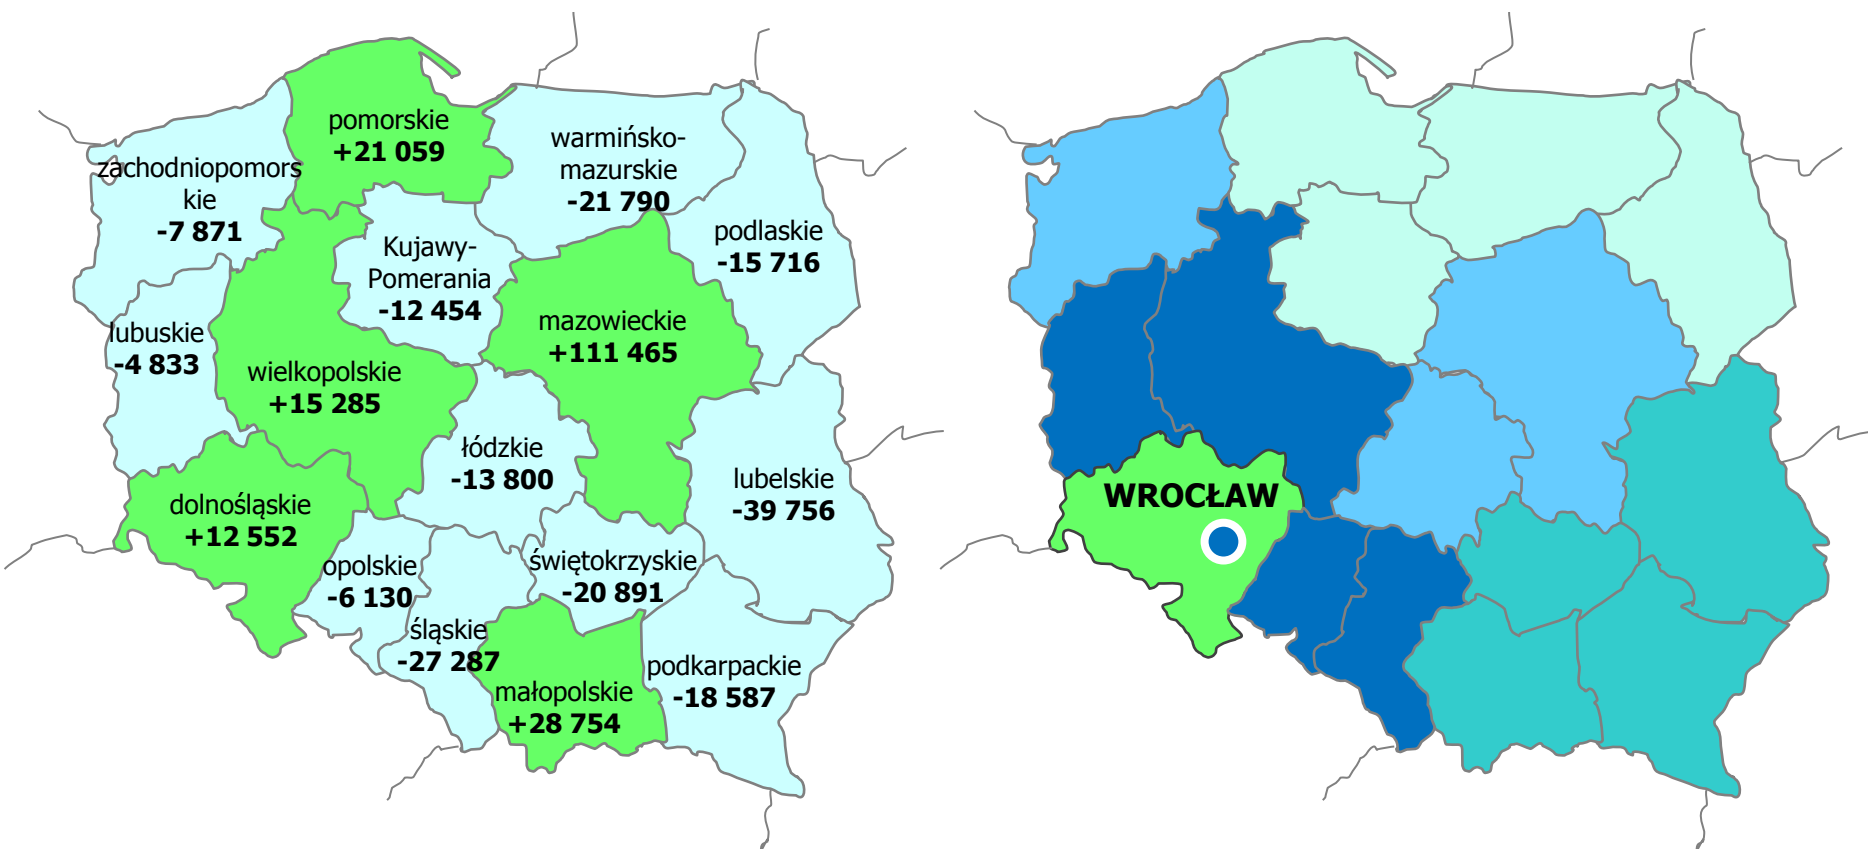 pomorskie
+21 059
warmińsko-
mazurskie
-21 790
zachodniopomors
kie
-7 871
podlaskie
-15 716
Kujawy-
Pomerania
-12 454
lubuskie
-4 833
mazowieckie
+111 465
wielkopolskie
+15 285
łódzkie
-13 800
lubelskie
-39 756
dolnośląskie
+12 552
opolskie
-6 130
świętokrzyskie
-20 891
śląskie
-27 287
małopolskie
+28 754
podkarpackie
-18 587
WROCŁAW